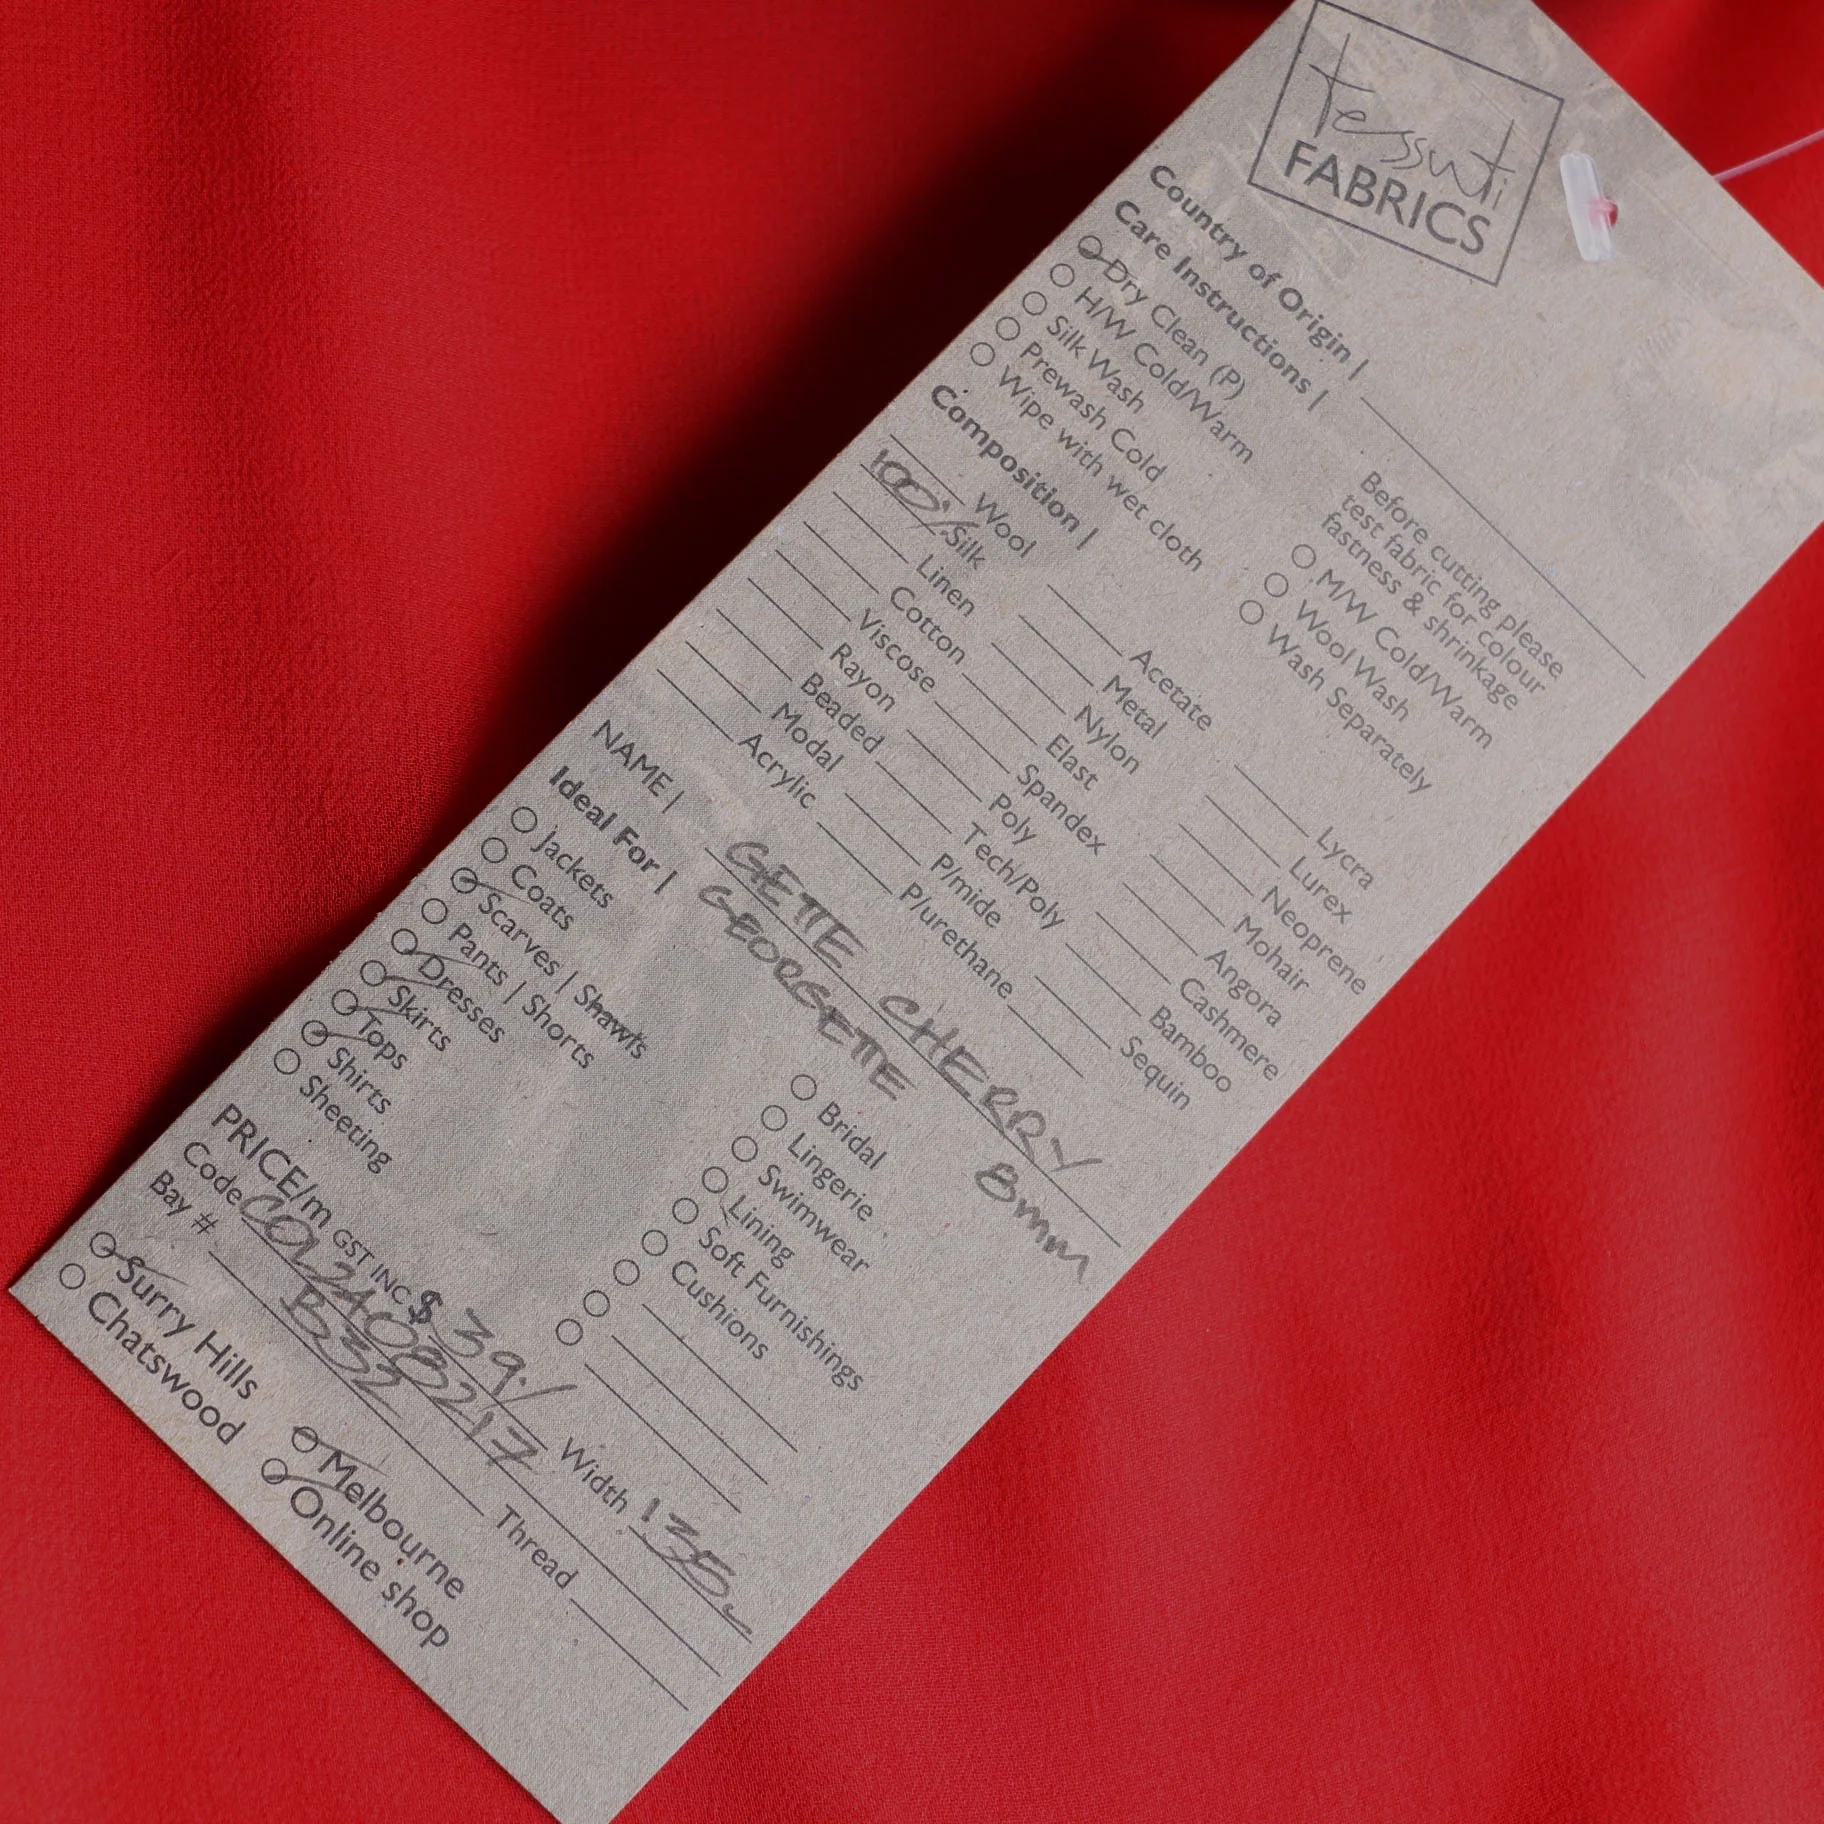 tessuti
FABRICS
Country of Origin |
Care Instructions |
Dry Clean (P)
H/W Cold/Warm
Silk Wash
Prewash Cold
Wipe with wet cloth
Before cutting please
test fabric for colour
fastness & shrinkage
M/W Cold/Warm
Wool Wash
Wash Separately
Composition |
Wool
100% Silk
Linen
Cotton
Viscose
Rayon
Beaded
Modal
Acrylic
Acetate
Metal
Nylon
Elast
Spandex
Poly
Tech/Poly
P/mide
P/urethane
Lycra
Lurex
Neoprene
Mohair
Angora
Cashmere
Bamboo
Sequin
NAME | GETTE CHERRY
GEORGETTE 8mm
Ideal For |
Jackets
Coats
Scarves | Shawls
Pants | Shorts
Dresses
Skirts
Tops
Shirts
Sheeting
Bridal
Lingerie
Swimwear
Lining
Soft Furnishings
Cushions
PRICE/m GST INC $39./ Width 135
Code
Bay # B32 Thread
Surry Hills
Chatswood
Melbourne
Online shop